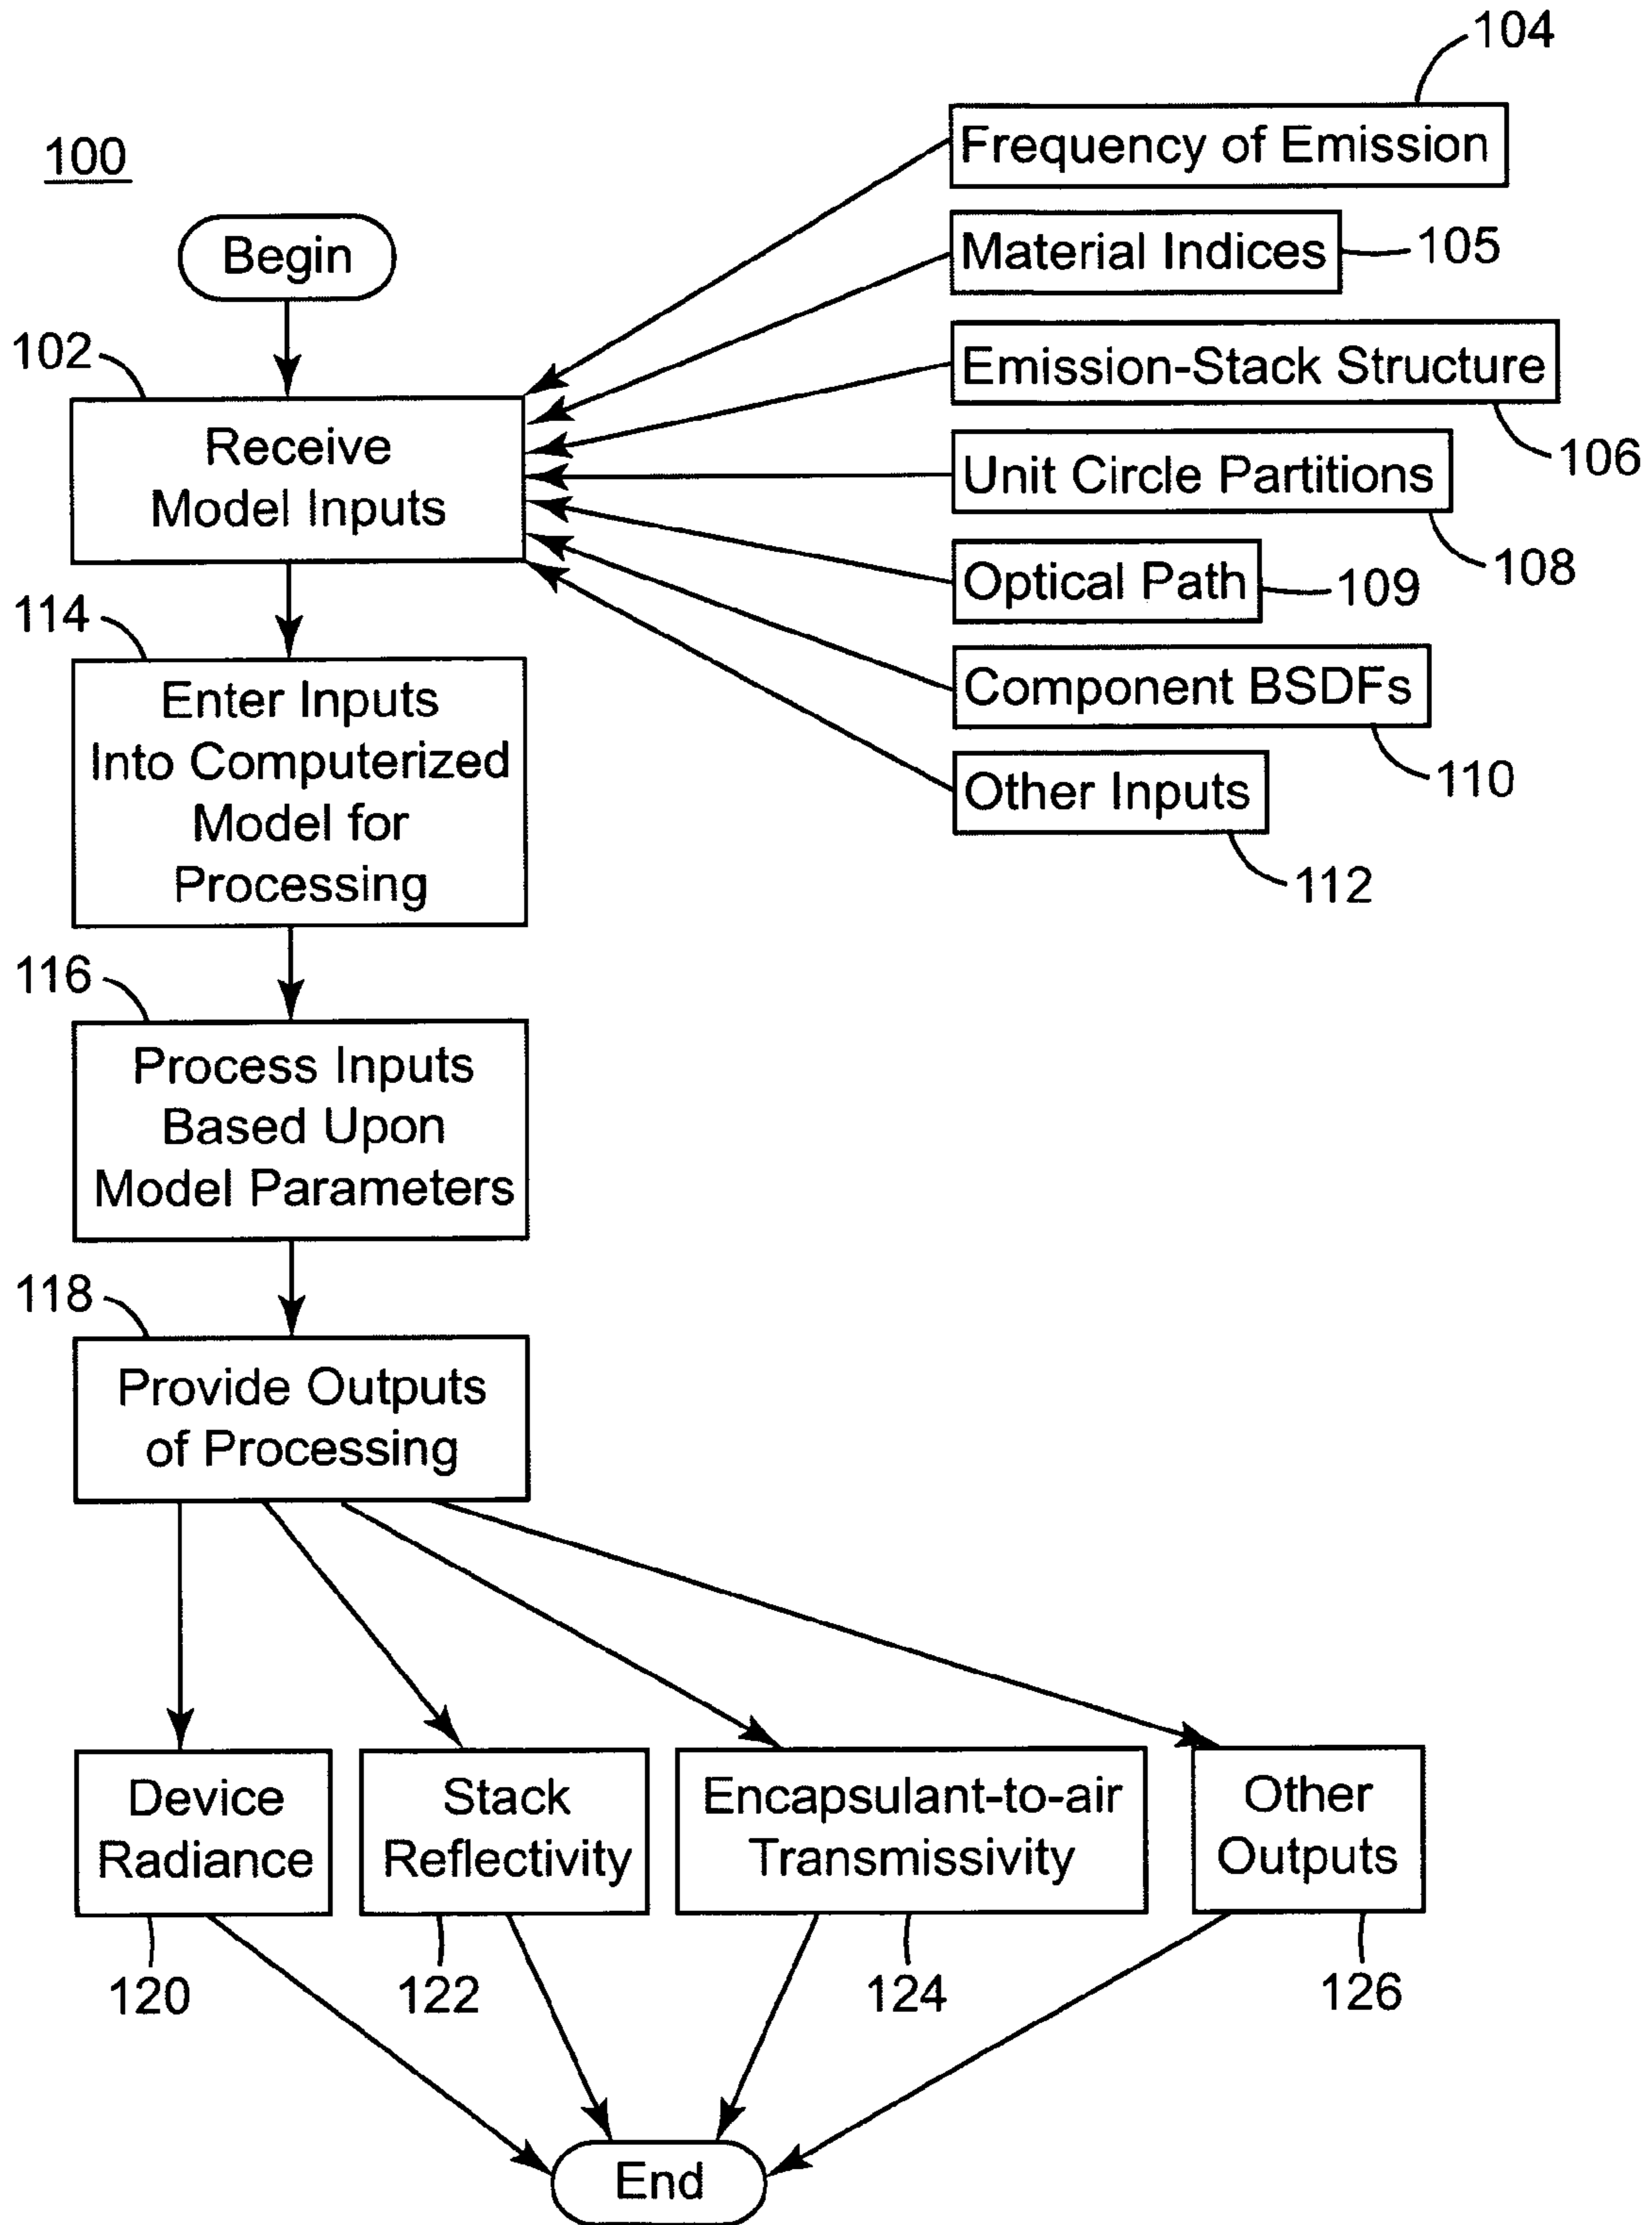 100
Begin
102
Receive
Model Inputs
104
Frequency of Emission
Material Indices
105
Emission-Stack Structure
106
Unit Circle Partitions
108
Optical Path
109
Component BSDFs
110
Other Inputs
112
114
Enter Inputs
Into Computerized
Model for
Processing
116
Process Inputs
Based Upon
Model Parameters
118
Provide Outputs
of Processing
Device
Radiance
120
Stack
Reflectivity
122
Encapsulant-to-air
Transmissivity
124
Other
Outputs
126
End